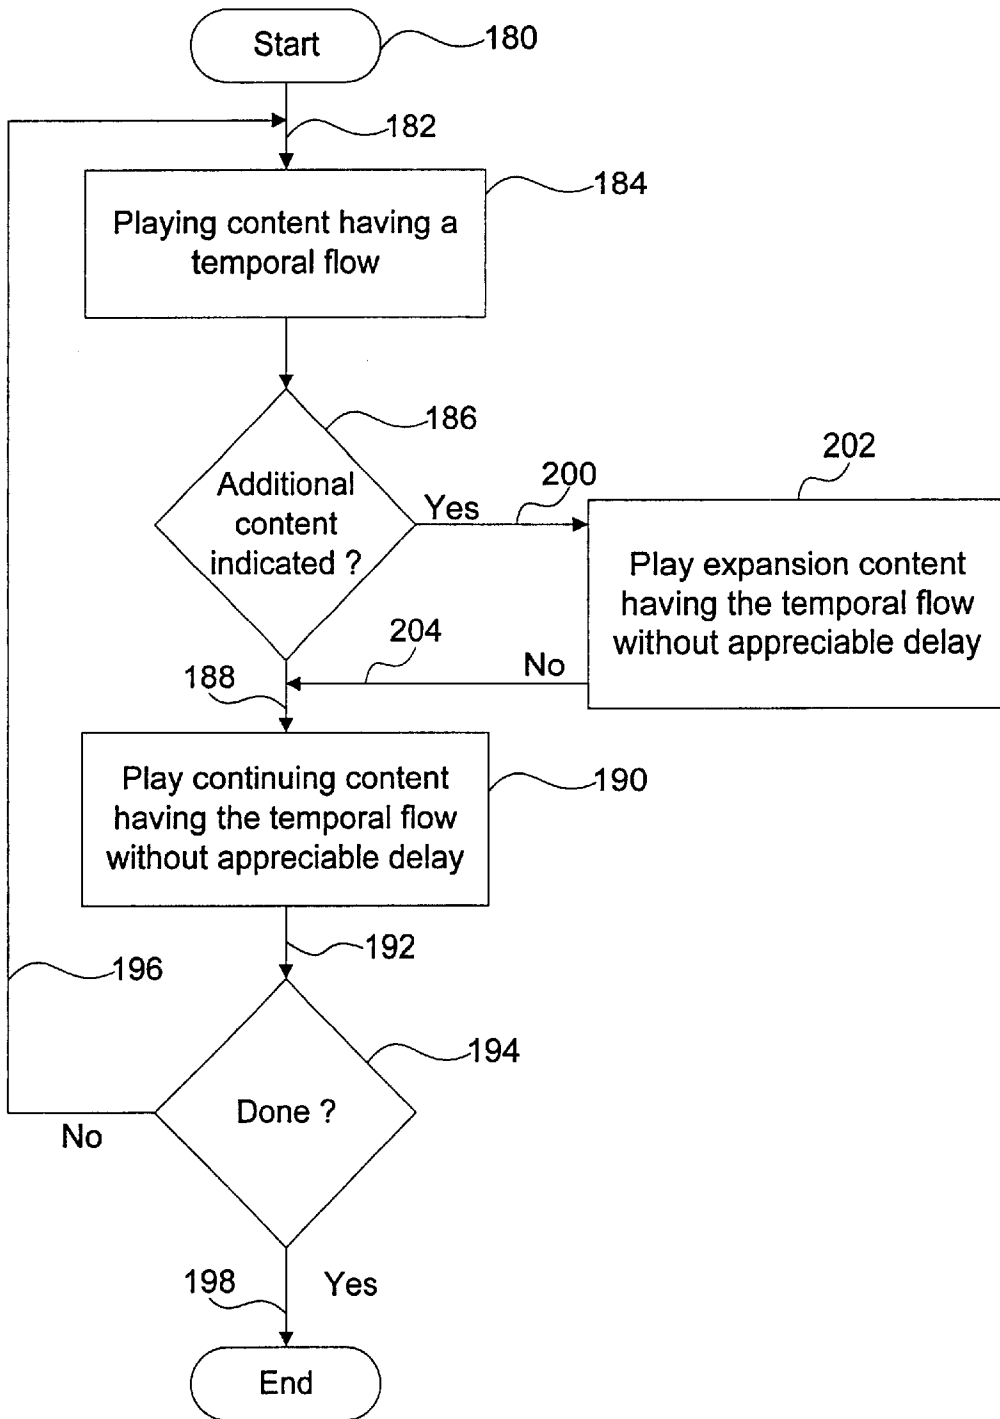 Start
180
182
184
Playing content having a
temporal flow
186
Additional
content
indicated ?
Yes
200
202
Play expansion content
having the temporal flow
without appreciable delay
204
No
188
Play continuing content
having the temporal flow
without appreciable delay
190
192
196
194
Done ?
No
198
Yes
End